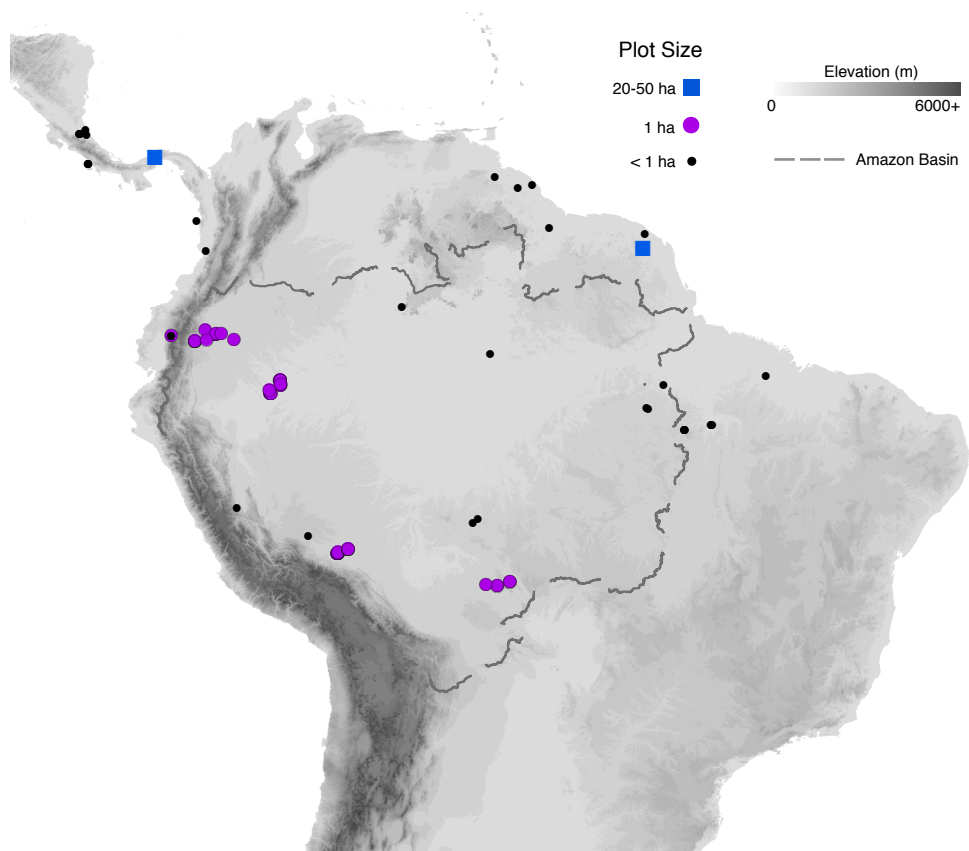 Plot Size
20-50 ha
1 ha
< 1 ha
Elevation (m)
0 6000+
Amazon Basin